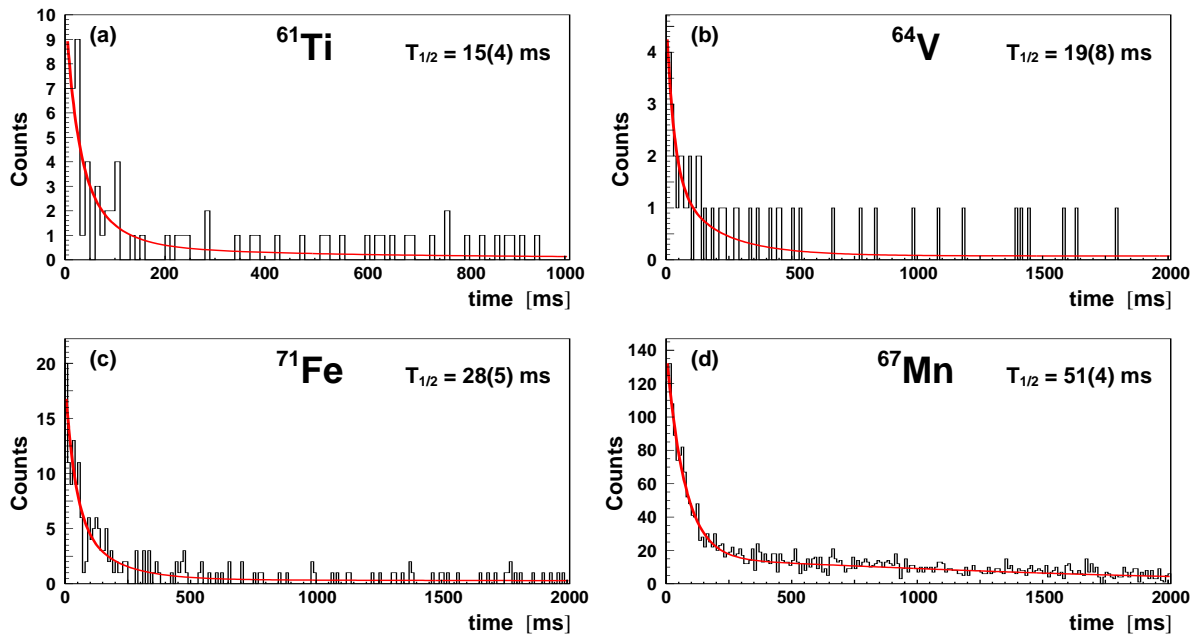 (a) ⁶¹Ti T₁/₂ = 15(4) ms
10
9
8
7
6
5
4
3
2
1
0
Counts
0 200 400 600 800 1000
time [ms]
(b) ⁶⁴V T₁/₂ = 19(8) ms
4
3
2
1
0
Counts
0 500 1000 1500 2000
time [ms]
(c) ⁷¹Fe T₁/₂ = 28(5) ms
20
15
10
5
0
Counts
0 500 1000 1500 2000
time [ms]
(d) ⁶⁷Mn T₁/₂ = 51(4) ms
140
120
100
80
60
40
20
0
Counts
0 500 1000 1500 2000
time [ms]